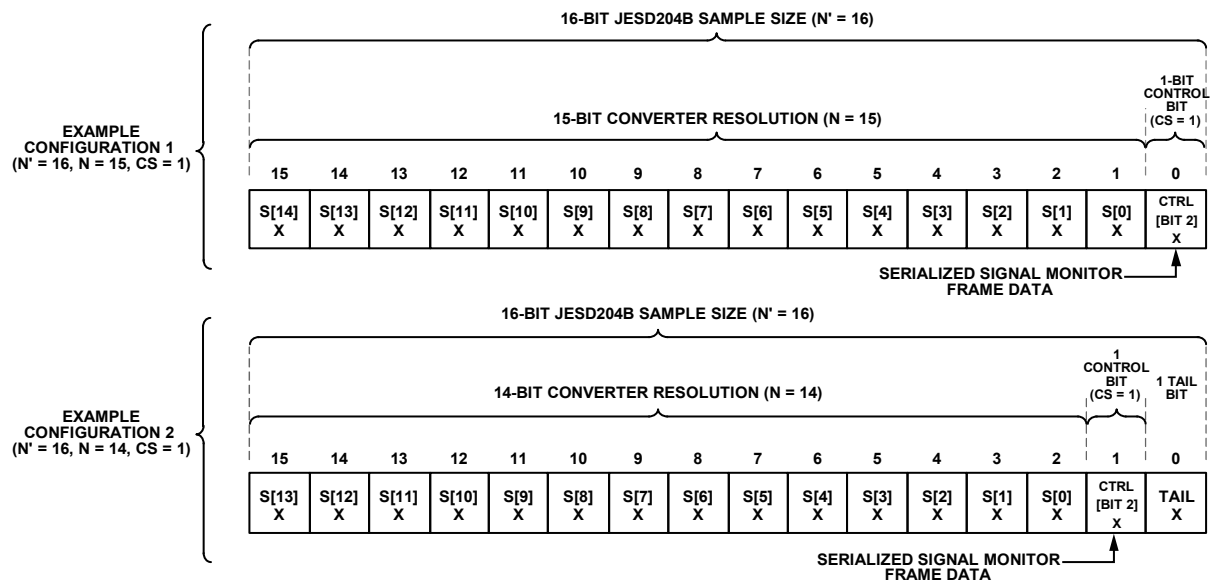 16-BIT JESD204B SAMPLE SIZE (N' = 16)
1-BIT
CONTROL
BIT
(CS = 1)
EXAMPLE
CONFIGURATION 1
(N' = 16, N = 15, CS = 1)
15-BIT CONVERTER RESOLUTION (N = 15)
15 14 13 12 11 10 9 8 7 6 5 4 3 2 1 0
S[14] S[13] S[12] S[11] S[10] S[9] S[8] S[7] S[6] S[5] S[4] S[3] S[2] S[1] S[0] CTRL
[BIT 2]
X X X X X X X X X X X X X X X X
SERIALIZED SIGNAL MONITOR
FRAME DATA
16-BIT JESD204B SAMPLE SIZE (N' = 16)
1
CONTROL
BIT
(CS = 1)
1 TAIL
BIT
EXAMPLE
CONFIGURATION 2
(N' = 16, N = 14, CS = 1)
14-BIT CONVERTER RESOLUTION (N = 14)
15 14 13 12 11 10 9 8 7 6 5 4 3 2 1 0
S[13] S[12] S[11] S[10] S[9] S[8] S[7] S[6] S[5] S[4] S[3] S[2] S[1] S[0] CTRL TAIL
[BIT 2]
X X X X X X X X X X X X X X X X
SERIALIZED SIGNAL MONITOR
FRAME DATA